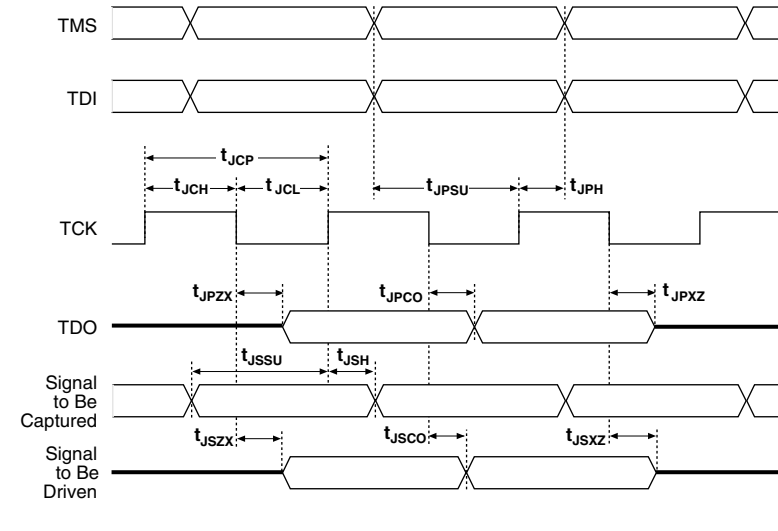 TMS
TDI
tJCP
tJCH
tJCL
tJPSU
tJPH
TCK
tJPZX
tJPCO
tJPXZ
TDO
tJSSU
tJSH
Signal
to Be
Captured
tJSZX
tJSCO
tJSXZ
Signal
to Be
Driven